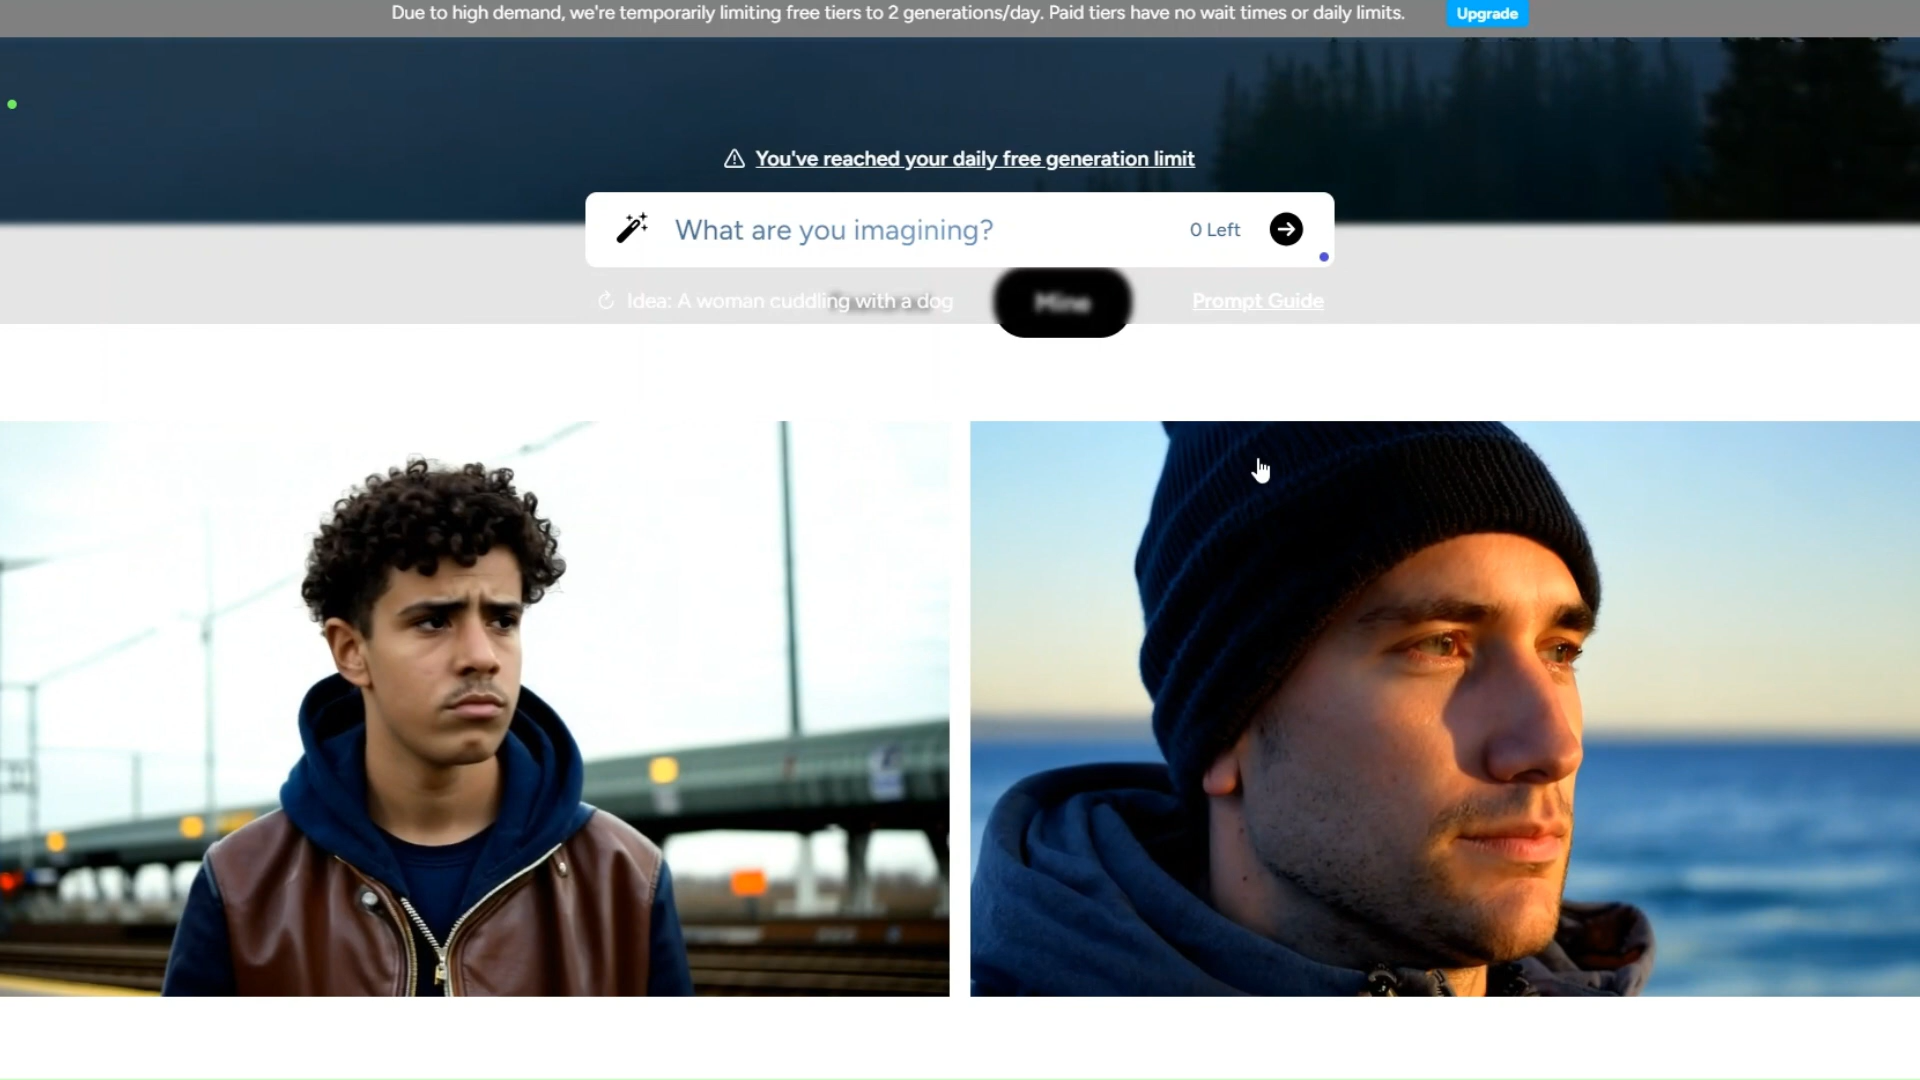 Due to high demand, we're temporarily limiting free tiers to 2 generations/day. Paid tiers have no wait times or daily limits. Upgrade
You've reached your daily free generation limit
What are you imagining? 0 Left
Idea: A woman cuddling with a dog Mine Prompt Guide